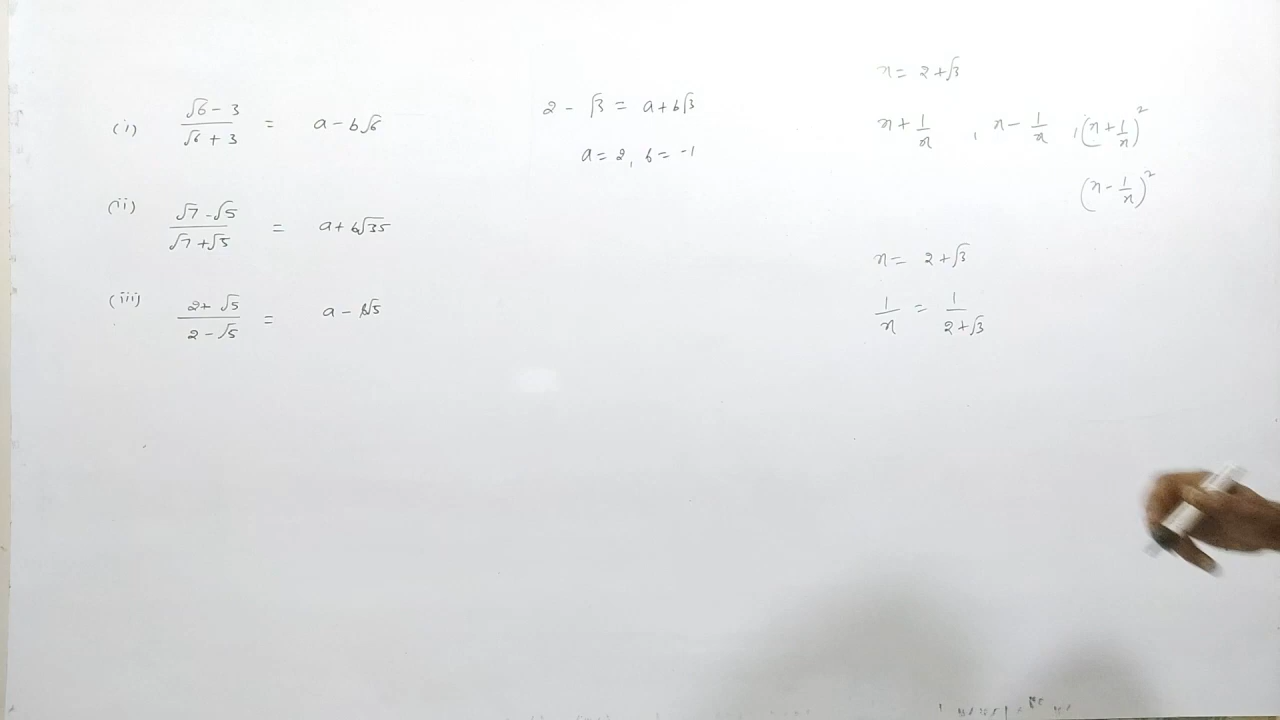 (i) (√6 - 3)/(√6 + 3) = a - b√6
(ii) (√7 - √5)/(√7 + √5) = a + b√35
(iii) (2 + √5)/(2 - √5) = a - b√5
2 - √3 = a + b√3
a = 2, b = -1
x = 2 + √3
x + 1/x , x - 1/x , (x + 1/x)²
(x - 1/x)²
x = 2 + √3
1/x = 1/(2 + √3)